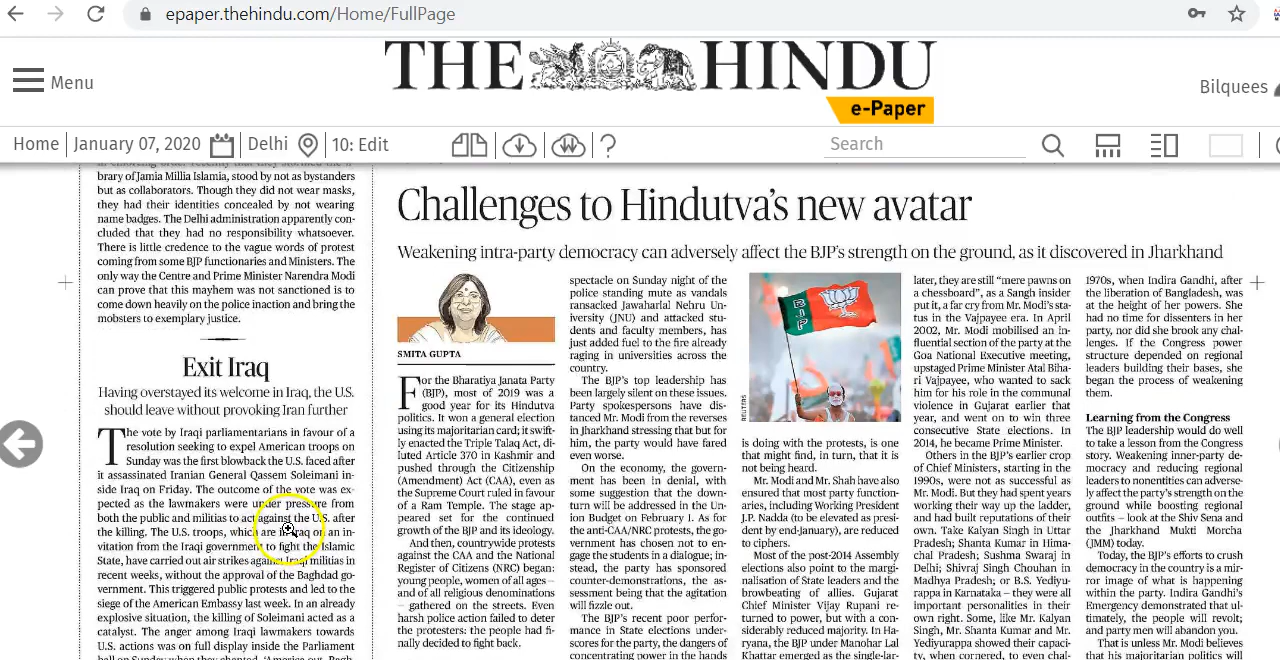 epaper.thehindu.com/Home/FullPage
THE HINDU
e-Paper
Menu
Bilquees
Home
January 07, 2020
Delhi
10: Edit
?
Search
brary of Jamia Millia Islamia, stood by not as bystanders
but as collaborators. Though they did not wear masks,
they had their identities concealed by not wearing
name badges. The Delhi administration apparently con-
cluded that they had no responsibility whatsoever.
There is little credence to the vague words of protest
coming from some BJP functionaries and Ministers. The
only way the Centre and Prime Minister Narendra Modi
can prove that this mayhem was not sanctioned is to
come down heavily on the police inaction and bring the
mobsters to exemplary justice.
Exit Iraq
Having overstayed its welcome in Iraq, the U.S.
should leave without provoking Iran further
The vote by Iraqi parliamentarians in favour of a
resolution seeking to expel American troops on
Sunday was the first blowback the U.S. faced after
it assassinated Iranian General Qassem Soleimani in-
side Iraq on Friday. The outcome of the vote was ex-
pected as the lawmakers were under pressure from
both the public and militias to act against the U.S. after
the killing. The U.S. troops, which are in Iraq on an in-
vitation from the Iraqi government to fight the Islamic
State, have carried out air strikes against Iraqi militias in
recent weeks, without the approval of the Baghdad go-
vernment. This triggered public protests and led to the
siege of the American Embassy last week. In an already
explosive situation, the killing of Soleimani acted as a
catalyst. The anger among Iraqi lawmakers towards
U.S. actions was on full display inside the Parliament
Challenges to Hindutva's new avatar
Weakening intra-party democracy can adversely affect the BJP's strength on the ground, as it discovered in Jharkhand
SMITA GUPTA
For the Bharatiya Janata Party
(BJP), most of 2019 was a
good year for its Hindutva
politics. It won a general election
using its majoritarian card; it swift-
ly enacted the Triple Talaq Act, di-
luted Article 370 in Kashmir and
pushed through the Citizenship
(Amendment) Act (CAA), even as
the Supreme Court ruled in favour
of a Ram Temple. The stage ap-
peared set for the continued
growth of the BJP and its ideology.
And then, countrywide protests
against the CAA and the National
Register of Citizens (NRC) began:
young people, women of all ages —
and of all religious denominations
— gathered on the streets. Even
harsh police action failed to deter
the protesters: the people had fi-
nally decided to fight back.
spectacle on Sunday night of the
police standing mute as vandals
ransacked Jawaharlal Nehru Un-
iversity (JNU) and attacked stu-
dents and faculty members, has
just added fuel to the fire already
raging in universities across the
country.
The BJP's top leadership has
been largely silent on these issues.
Party spokespersons have dis-
tanced Mr. Modi from the reverses
in Jharkhand stressing that but for
him, the party would have fared
even worse.
On the economy, the govern-
ment has been in denial, with
some suggestion that the down-
turn will be addressed in the Un-
ion Budget on February 1. As for
the anti-CAA/NRC protests, the go-
vernment has chosen not to en-
gage the students in a dialogue; in-
stead, the party has sponsored
counter-demonstrations, the as-
sessment being that the agitation
will fizzle out.
The BJP's recent poor perfor-
mance in State elections under-
scores for the party, the dangers of
concentrating power in the hands
BJP
REUTERS
is doing with the protests, is one
that might find, in turn, that it is
not being heard.
Mr. Modi and Mr. Shah have also
ensured that most party function-
aries, including Working President
J.P. Nadda (to be elevated as presi-
dent by end-January), are reduced
to ciphers.
Most of the post-2014 Assembly
elections also point to the margi-
nalisation of State leaders and the
browbeating of allies. Gujarat
Chief Minister Vijay Rupani re-
turned to power, but with a con-
siderably reduced majority. In Ha-
ryana, the BJP under Manohar Lal
Khattar emerged as the single-lar-
later, they are still "mere pawns on
a chessboard", as a Sangh insider
put it, a far cry from Mr. Modi's sta-
tus in the Vajpayee era. In April
2002, Mr. Modi mobilised an in-
fluential section of the party at the
Goa National Executive meeting,
upstaged Prime Minister Atal Biha-
ri Vajpayee, who wanted to sack
him for his role in the communal
violence in Gujarat earlier that
year, and went on to win three
consecutive State elections. In
2014, he became Prime Minister.
Others in the BJP's earlier crop
of Chief Ministers, starting in the
1990s, were not as successful as
Mr. Modi. But they had spent years
working their way up the ladder,
and had built reputations of their
own. Take Kalyan Singh in Uttar
Pradesh; Shanta Kumar in Hima-
chal Pradesh; Sushma Swaraj in
Delhi; Shivraj Singh Chouhan in
Madhya Pradesh; or B.S. Yediyu-
rappa in Karnataka — they were all
important personalities in their
own right. Some, like Mr. Kalyan
Singh, Mr. Shanta Kumar and Mr.
Yediyurappa showed their capaci-
ty, when cornered, to even chal-
1970s, when Indira Gandhi, after
the liberation of Bangladesh, was
at the height of her powers. She
had no time for dissenters in her
party, nor did she brook any chal-
lenges. If the Congress power
structure depended on regional
leaders building their bases, she
began the process of weakening
them.
Learning from the Congress
The BJP leadership would do well
to take a lesson from the Congress
story. Weakening inner-party de-
mocracy and reducing regional
leaders to nonentities can adverse-
ly affect the party's strength on the
ground while boosting regional
outfits — look at the Shiv Sena and
the Jharkhand Mukti Morcha
(JMM) today.
Today, the BJP's efforts to crush
democracy in the country is a mir-
ror image of what is happening
within the party. Indira Gandhi's
Emergency demonstrated that ul-
timately, the people will revolt;
and party men will abandon you.
That is unless Mr. Modi believes
that his majoritarian politics will